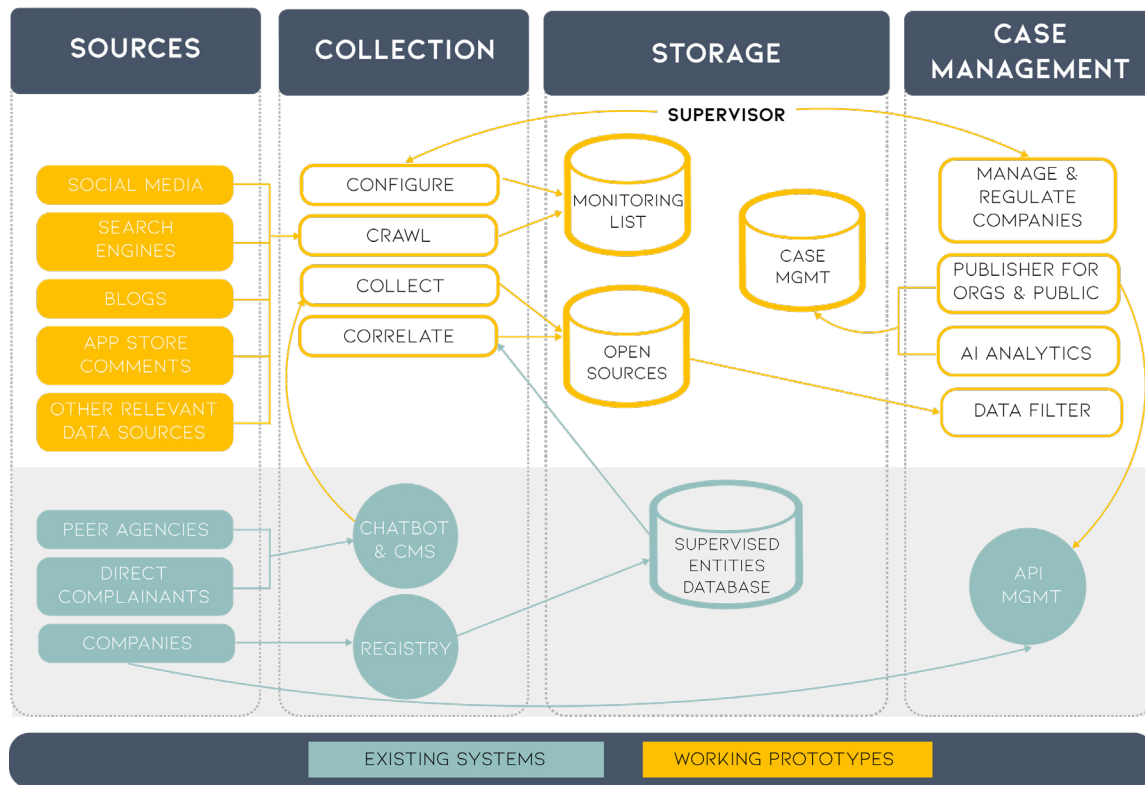 SOURCES
COLLECTION
STORAGE
CASE
MANAGEMENT
SUPERVISOR
SOCIAL MEDIA
SEARCH
ENGINES
BLOGS
APP STORE
COMMENTS
OTHER RELEVANT
DATA SOURCES
CONFIGURE
CRAWL
COLLECT
CORRELATE
MONITORING
LIST
OPEN
SOURCES
CASE
MGMT
MANAGE &
REGULATE
COMPANIES
PUBLISHER FOR
ORGS & PUBLIC
AI ANALYTICS
DATA FILTER
PEER AGENCIES
DIRECT
COMPLAINANTS
COMPANIES
CHATBOT
& CMS
REGISTRY
SUPERVISED
ENTITIES
DATABASE
API
MGMT
EXISTING SYSTEMS
WORKING PROTOTYPES